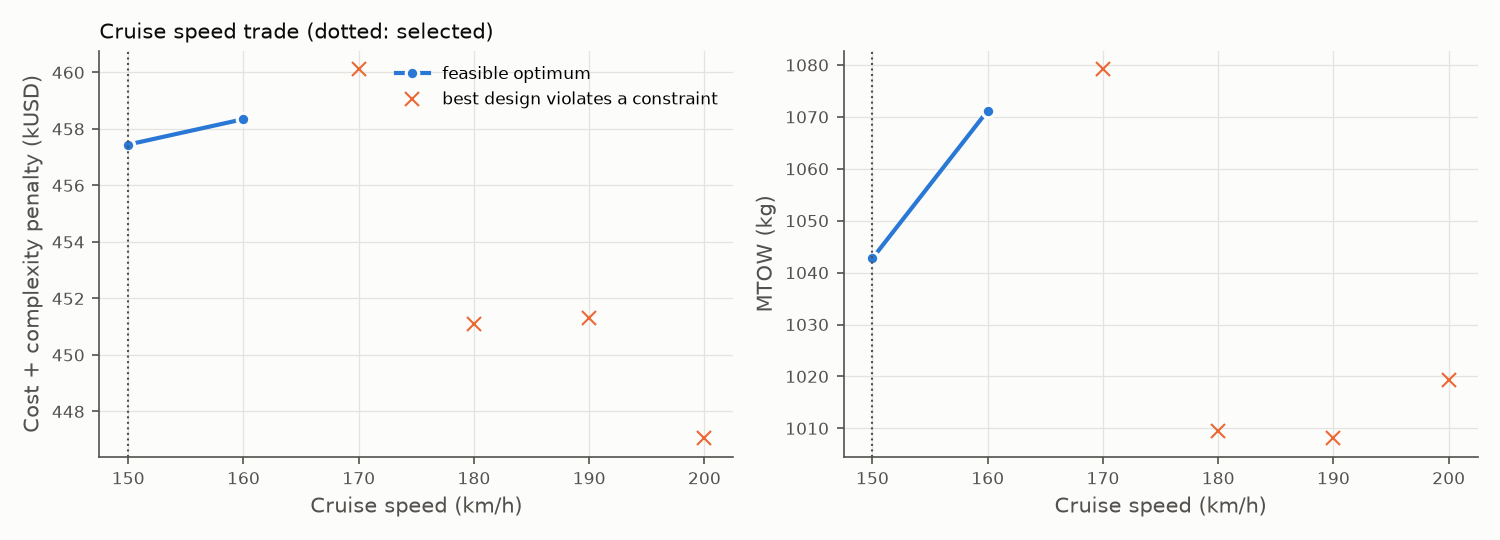 Cruise speed trade (dotted: selected)
Cost + complexity penalty (kUSD)
460
458
456
454
452
450
448
feasible optimum
best design violates a constraint
150 160 170 180 190 200
Cruise speed (km/h)
MTOW (kg)
1080
1070
1060
1050
1040
1030
1020
1010
150 160 170 180 190 200
Cruise speed (km/h)